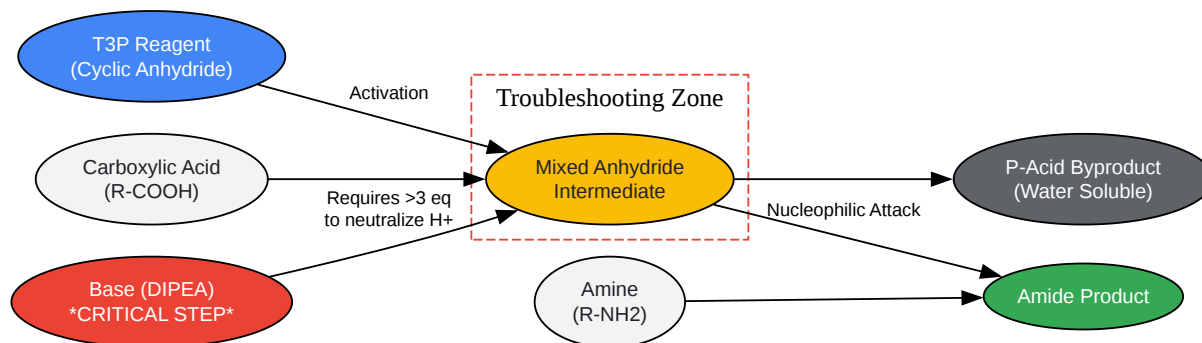 T3P Reagent
(Cyclic Anhydride)
Activation
Troubleshooting Zone
Carboxylic Acid
(R-COOH)
Mixed Anhydride
Intermediate
P-Acid Byproduct
(Water Soluble)
Requires >3 eq
to neutralize H+
Nucleophilic Attack
Base (DIPEA)
*CRITICAL STEP*
Amine
(R-NH2)
Amide Product